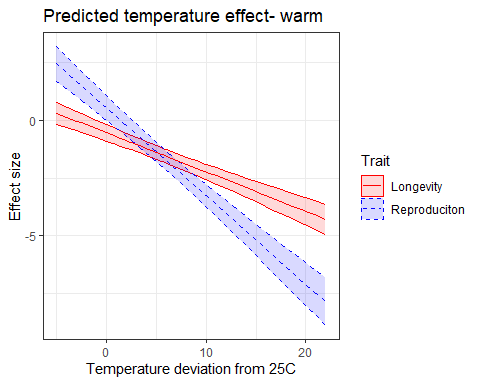 Predicted temperature effect- warm
0
-5
Effect size
0
10
20
Temperature deviation from 25C
Trait
Longevity
Reproduciton